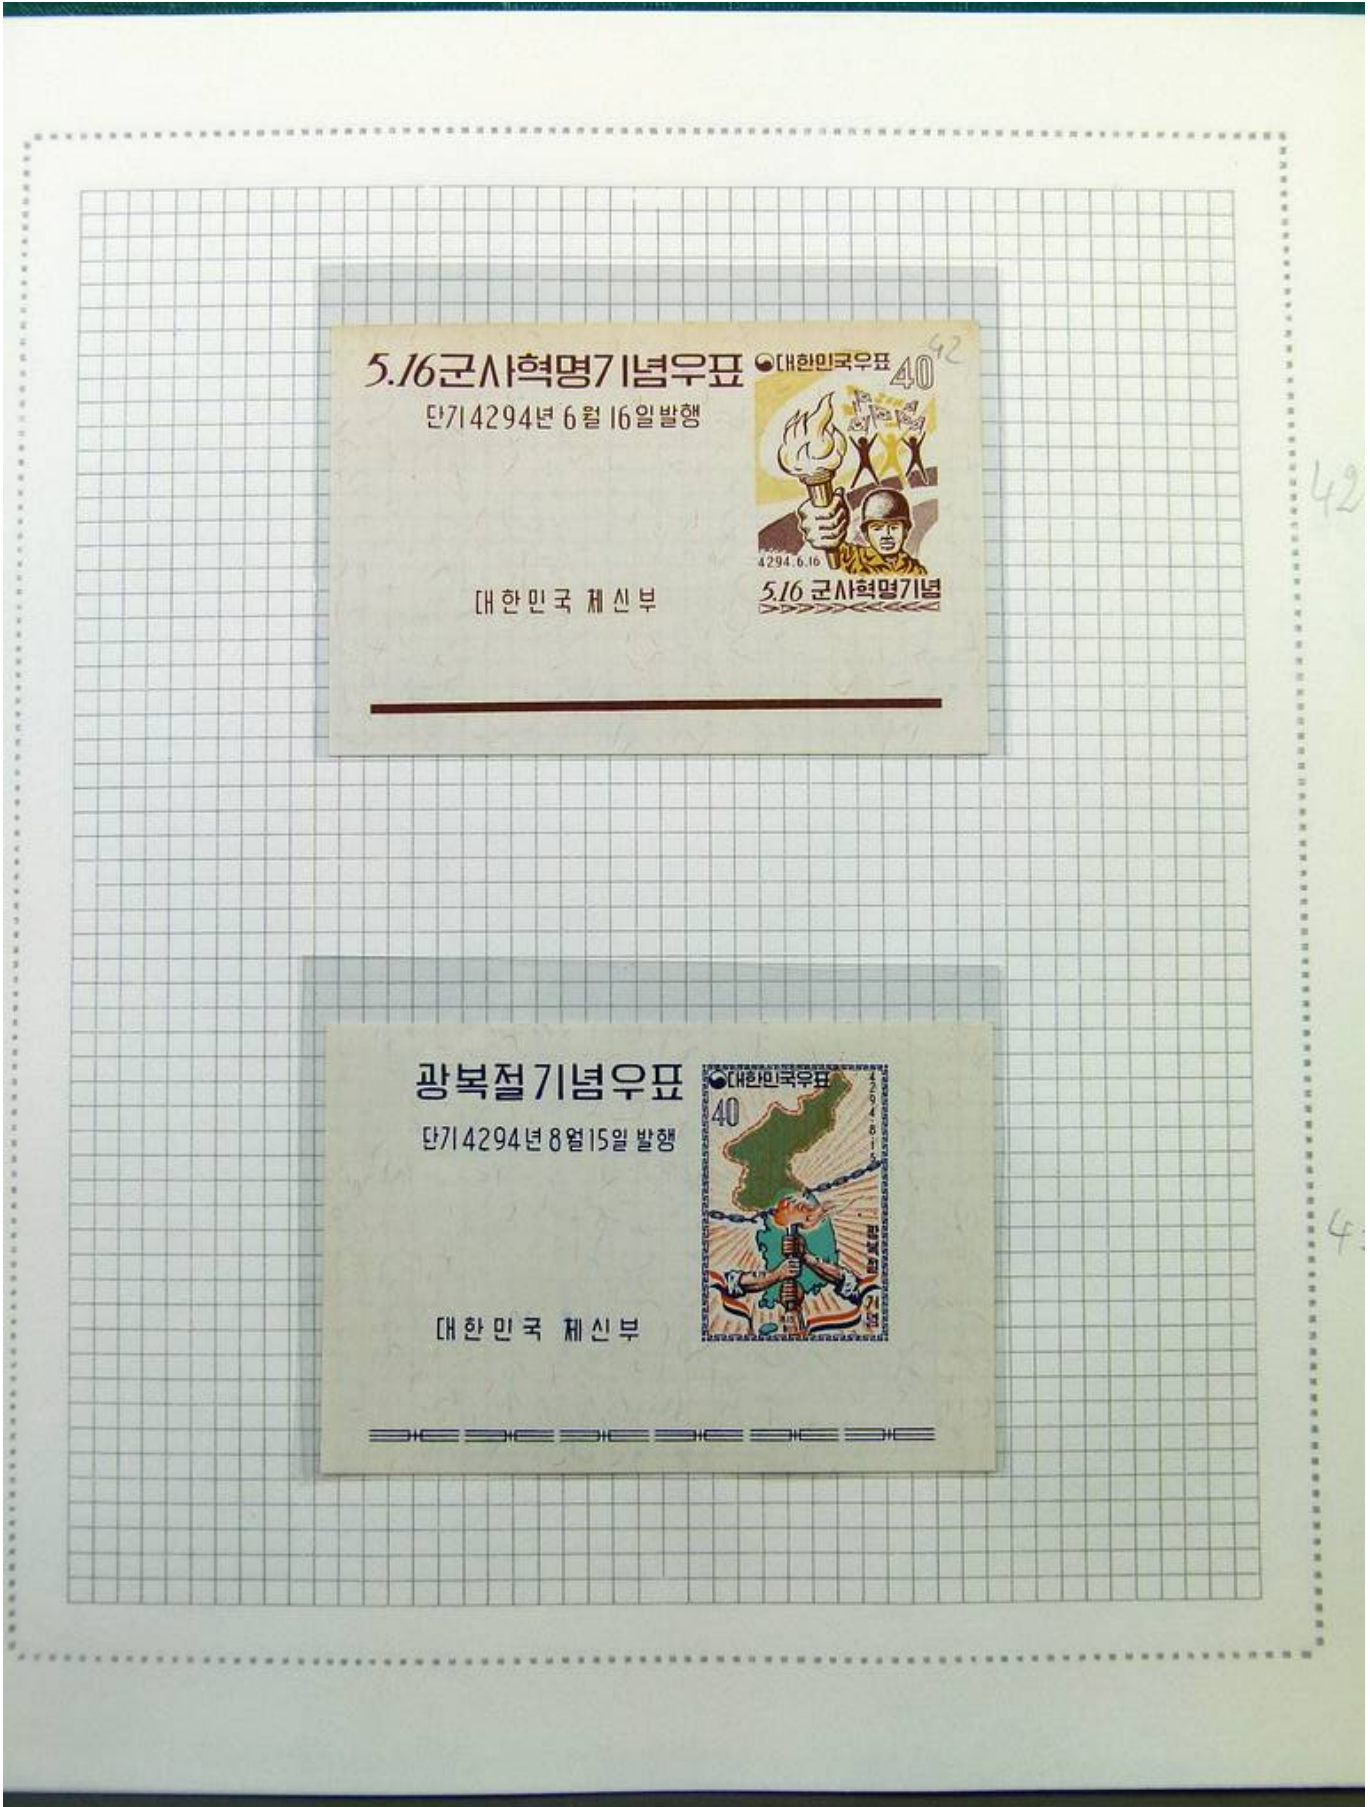 5.16군사혁명기념우표
단기4294년 6월 16일 발행
대한민국 체신부
대한민국우표 40
42
4294.6.16
5.16 군사혁명기념
42
광복절기념우표
단기4294년 8월 15일 발행
대한민국 체신부
대한민국우표
40
4294.8.15
광복절 기념